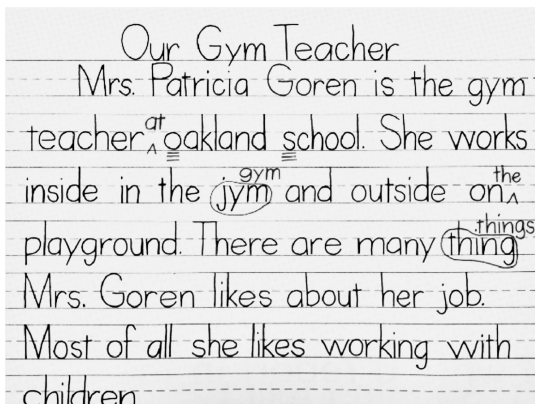 Our Gym Teacher
Mrs. Patricia Goren is the gym
teacher ^at oakland school. She works
inside in the jym gym and outside on ^the
playground. There are many thing things
Mrs. Goren likes about her job.
Most of all she likes working with
children